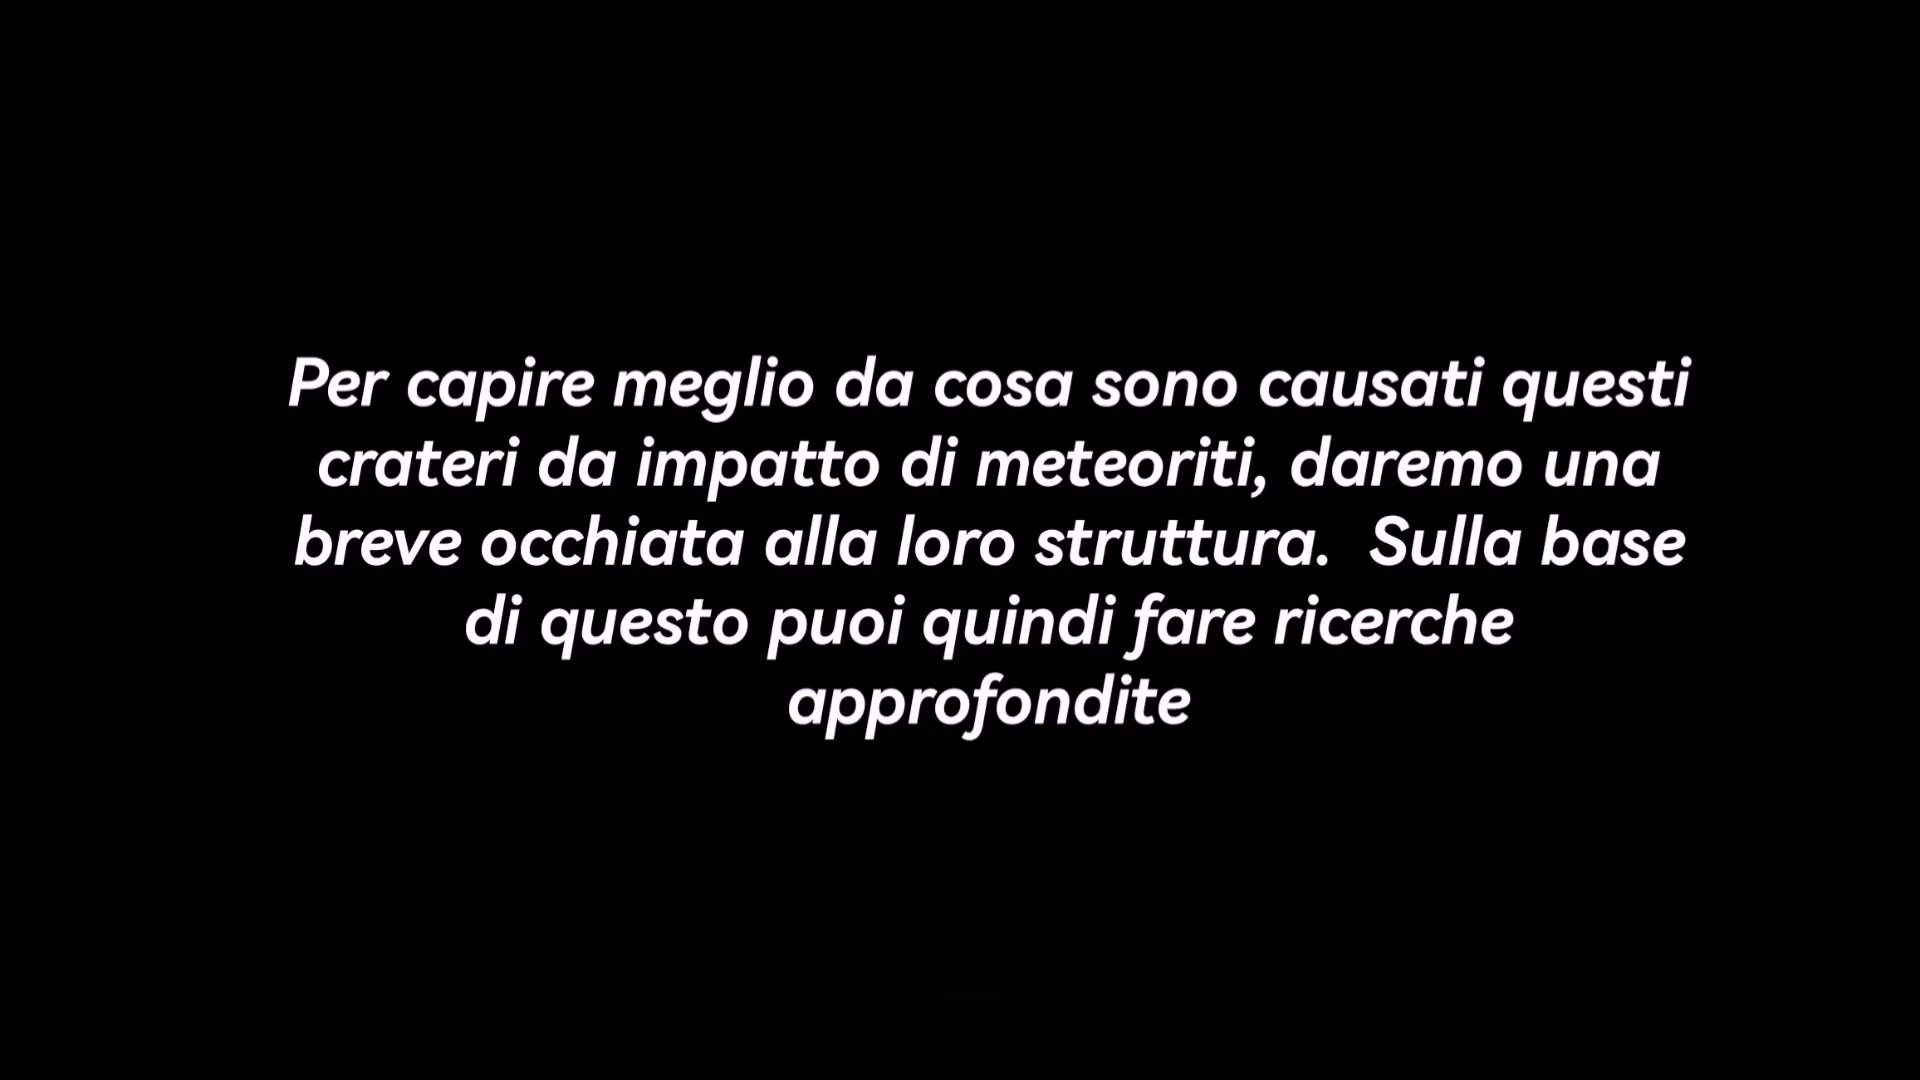 Per capire meglio da cosa sono causati questi
crateri da impatto di meteoriti, daremo una
breve occhiata alla loro struttura.  Sulla base
di questo puoi quindi fare ricerche
approfondite